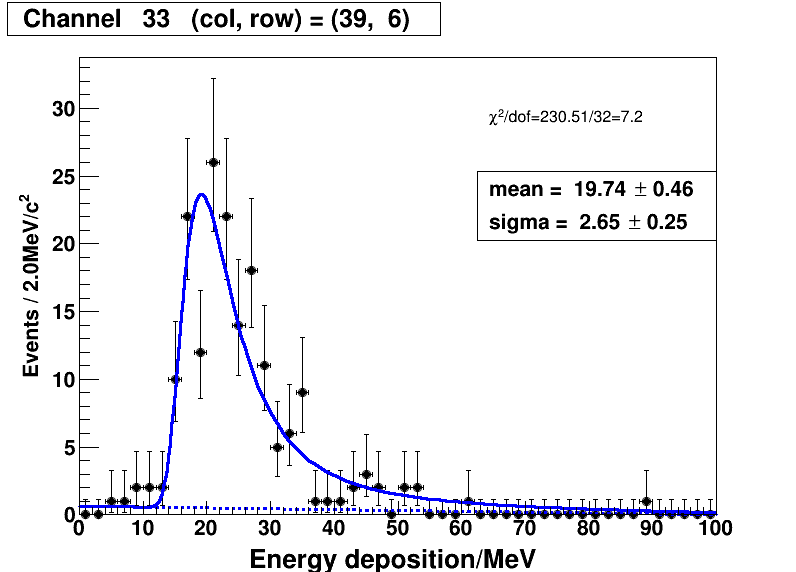 Channel 33 (col, row) = (39, 6)
χ²/dof=230.51/32=7.2
mean = 19.74 ± 0.46
sigma = 2.65 ± 0.25
Events / 2.0MeV/c²
30
25
20
15
10
5
0
0 10 20 30 40 50 60 70 80 90 100
Energy deposition/MeV